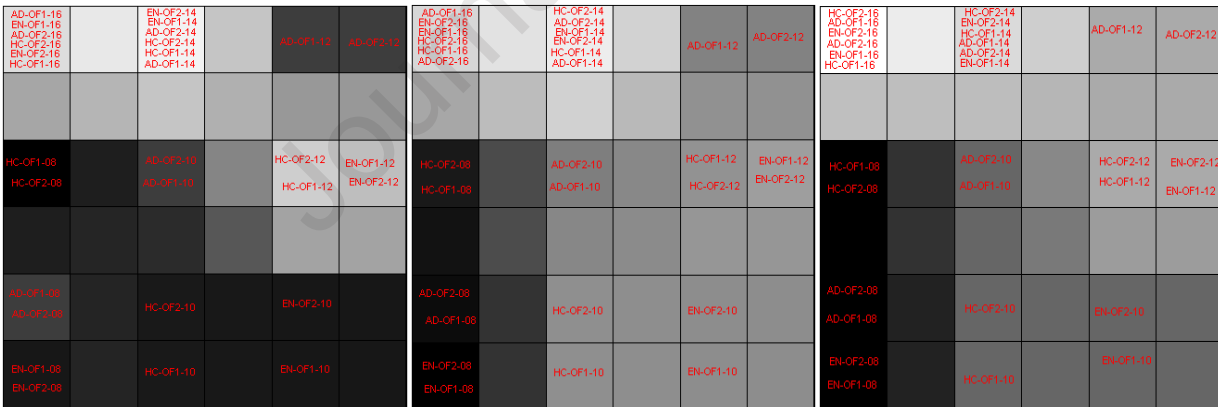 AD-OF1-16
EN-OF1-16
AD-OF2-16
HC-OF2-16
EN-OF2-16
HC-OF1-16
EN-OF2-14
EN-OF1-14
AD-OF2-14
HC-OF2-14
HC-OF1-14
AD-OF1-14
AD-OF1-12
AD-OF2-12
HC-OF1-08
HC-OF2-08
AD-OF2-10
AD-OF1-10
HC-OF2-12
HC-OF1-12
EN-OF1-12
EN-OF2-12
AD-OF1-08
AD-OF2-08
HC-OF2-10
EN-OF2-10
EN-OF1-08
EN-OF2-08
HC-OF1-10
EN-OF1-10
AD-OF1-16
EN-OF2-16
EN-OF1-16
HC-OF2-16
HC-OF1-16
AD-OF2-16
HC-OF2-14
AD-OF2-14
EN-OF1-14
EN-OF2-14
HC-OF1-14
AD-OF1-14
AD-OF1-12
AD-OF2-12
HC-OF2-08
HC-OF1-08
AD-OF2-10
AD-OF1-10
HC-OF1-12
HC-OF2-12
EN-OF1-12
EN-OF2-12
AD-OF2-08
AD-OF1-08
HC-OF2-10
EN-OF2-10
EN-OF2-08
EN-OF1-08
HC-OF1-10
EN-OF1-10
HC-OF2-16
AD-OF1-16
EN-OF2-16
AD-OF2-16
EN-OF1-16
HC-OF1-16
HC-OF2-14
EN-OF2-14
HC-OF1-14
AD-OF1-14
AD-OF2-14
EN-OF1-14
AD-OF1-12
AD-OF2-12
HC-OF1-08
HC-OF2-08
AD-OF2-10
AD-OF1-10
HC-OF2-12
HC-OF1-12
EN-OF2-12
EN-OF1-12
AD-OF2-08
AD-OF1-08
HC-OF2-10
EN-OF2-10
EN-OF2-08
EN-OF1-08
HC-OF1-10
EN-OF1-10